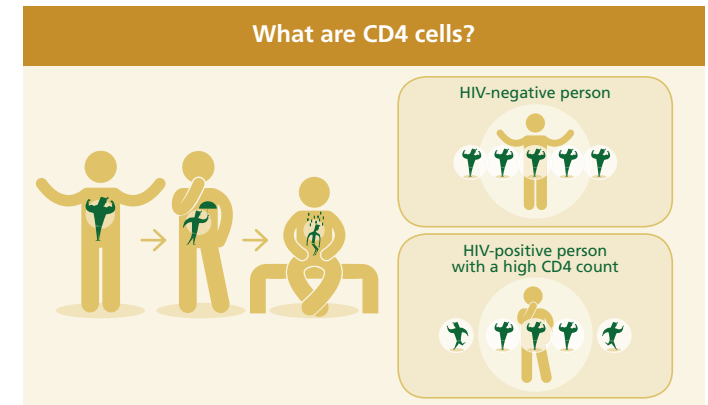 What are CD4 cells?
HIV-negative person
HIV-positive person
with a high CD4 count